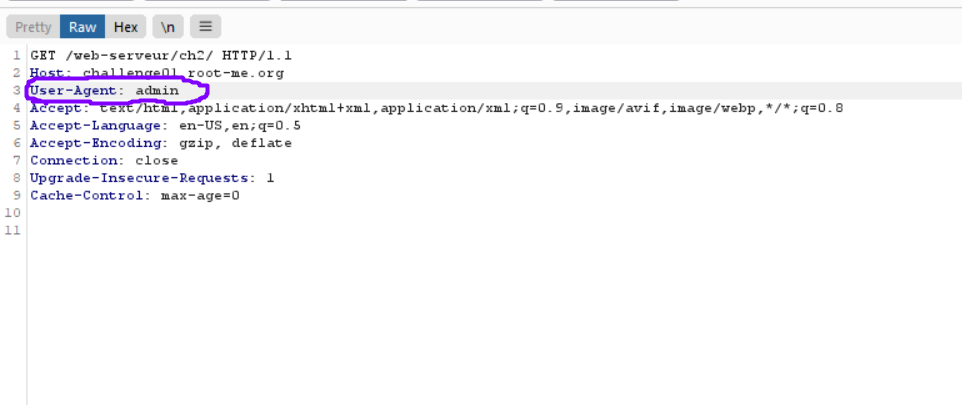 Pretty Raw Hex \n
1 GET /web-serveur/ch2/ HTTP/1.1
2 Host: challenge01.root-me.org
3 User-Agent: admin
4 Accept: text/html,application/xhtml+xml,application/xml;q=0.9,image/avif,image/webp,*/*;q=0.8
5 Accept-Language: en-US,en;q=0.5
6 Accept-Encoding: gzip, deflate
7 Connection: close
8 Upgrade-Insecure-Requests: 1
9 Cache-Control: max-age=0
10
11